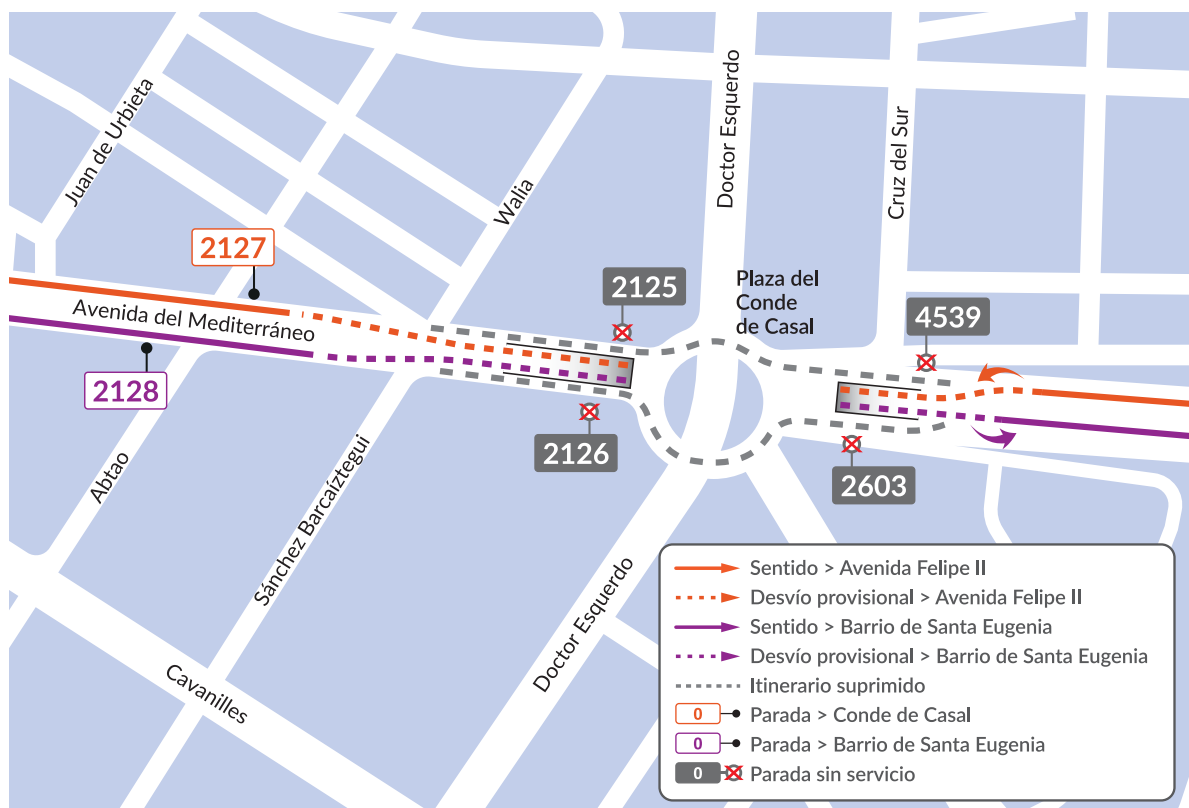 Juan de Urbieta
Walia
Doctor Esquerdo
Cruz del Sur
2127
2125
Plaza del
Conde
de Casal
4539
Avenida del Mediterráneo
2128
2126
2603
Abtao
Sánchez Barcaíztegui
Doctor Esquerdo
Cavanilles
Sentido > Avenida Felipe II
Desvío provisional > Avenida Felipe II
Sentido > Barrio de Santa Eugenia
Desvío provisional > Barrio de Santa Eugenia
Itinerario suprimido
0 Parada > Conde de Casal
0 Parada > Barrio de Santa Eugenia
0 Parada sin servicio